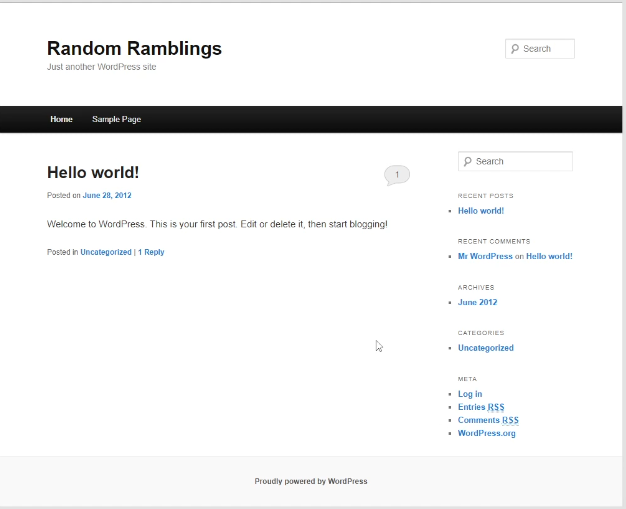 Random Ramblings
Just another WordPress site
Search
Home Sample Page
Hello world!
1
Posted on June 28, 2012
Welcome to WordPress. This is your first post. Edit or delete it, then start blogging!
Posted in Uncategorized | 1 Reply
Search
RECENT POSTS
Hello world!
RECENT COMMENTS
Mr WordPress on Hello world!
ARCHIVES
June 2012
CATEGORIES
Uncategorized
META
Log in
Entries RSS
Comments RSS
WordPress.org
Proudly powered by WordPress